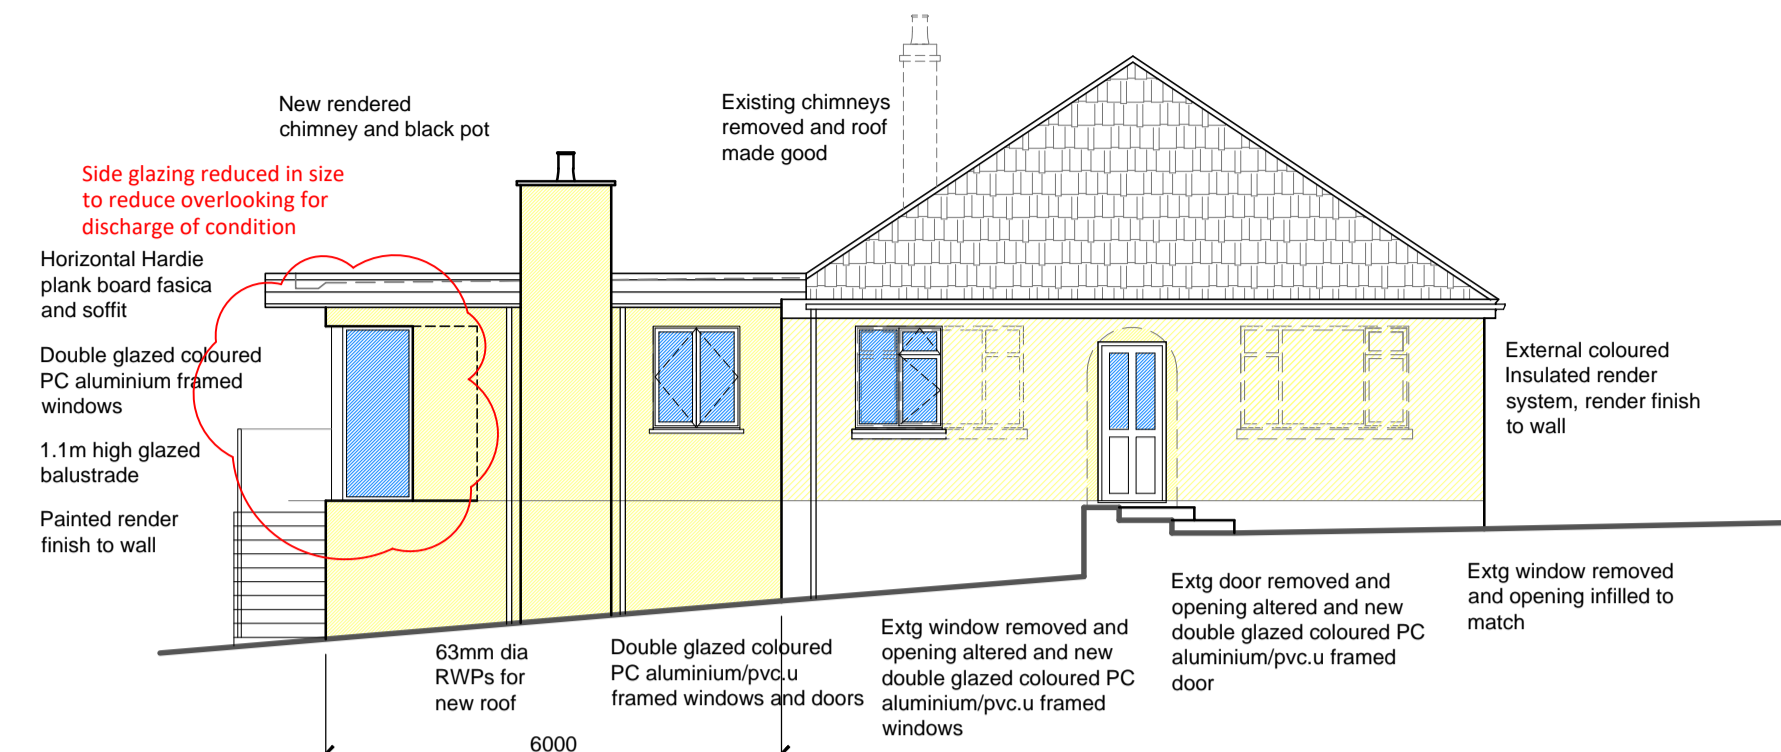 New rendered
chimney and black pot
Existing chimneys
removed and roof
made good
Side glazing reduced in size
to reduce overlooking for
discharge of condition
Horizontal Hardie
plank board fasica
and soffit
Double glazed coloured
PC aluminium framed
windows
1.1m high glazed
balustrade
Painted render
finish to wall
External coloured
Insulated render
system, render finish
to wall
63mm dia
RWPs for
new roof
Double glazed coloured
PC aluminium/pvc.u
framed windows and doors
Extg window removed and
opening altered and new
double glazed coloured PC
aluminium/pvc.u framed
windows
Extg door removed and
opening altered and new
double glazed coloured PC
aluminium/pvc.u framed
door
Extg window removed
and opening infilled to
match
6000